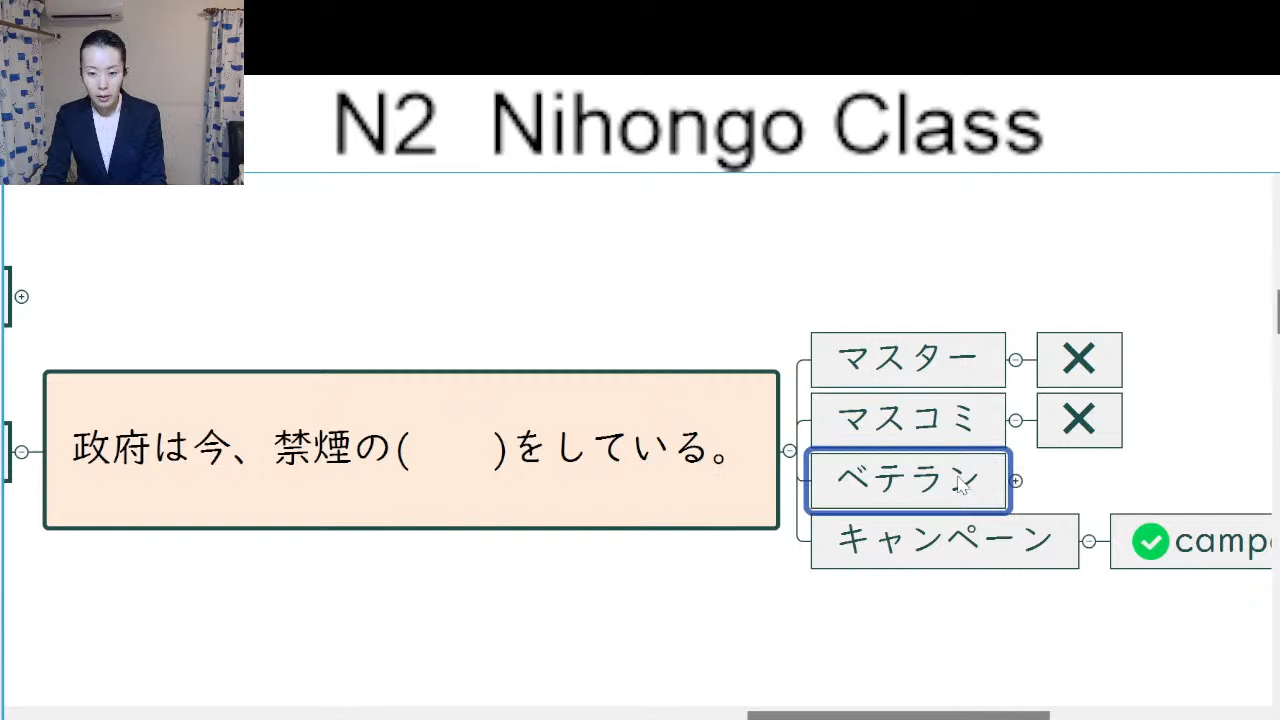 N2 Nihongo Class
政府は今、禁煙の(　　)をしている。
マスター
マスコミ
ベテラン
キャンペーン